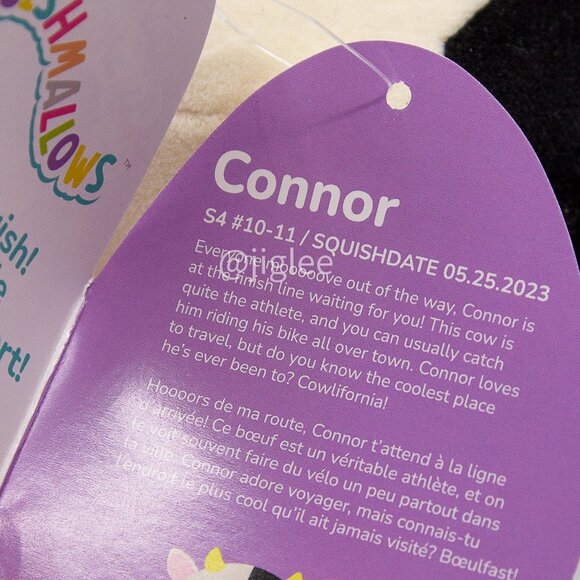 SHMALLOWS™
ish!
e
rt!
Connor
S4 #10-11 / SQUISHDATE 05.25.2023
@jiglee
Everyone mooooove out of the way, Connor is
at the finish line waiting for you! This cow is
quite the athlete, and you can usually catch
him riding his bike all over town. Connor loves
to travel, but do you know the coolest place
he's ever been to? Cowlifornia!
Hoooors de ma route, Connor t'attend à la ligne
d'arrivée! Ce bœuf est un véritable athlète, et on
le voit souvent faire du vélo un peu partout dans
la ville. Connor adore voyager, mais connais-tu
l'endroit le plus cool qu'il ait jamais visité? Bœulfast!